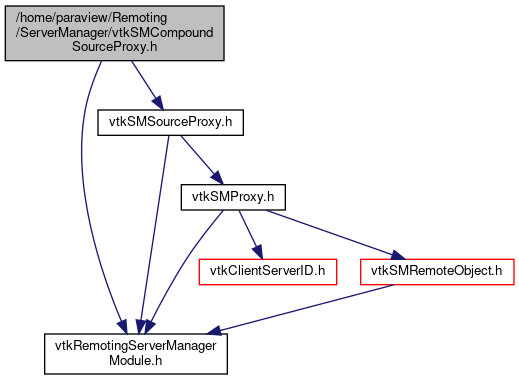 /home/paraview/Remoting
/ServerManager/vtkSMCompound
SourceProxy.h
vtkSMSourceProxy.h
vtkSMProxy.h
vtkClientServerID.h
vtkSMRemoteObject.h
vtkRemotingServerManager
Module.h